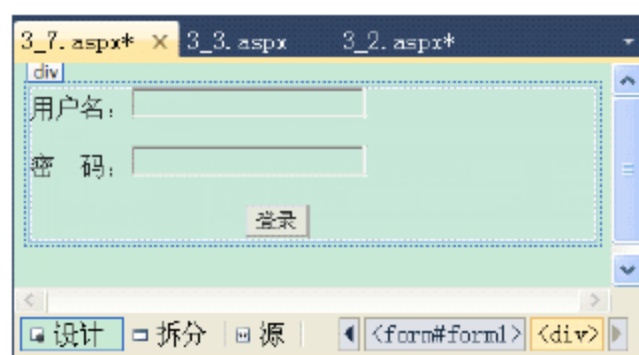 3_7.aspx* × 3_3.aspx 3_2.aspx*
div
用户名：
密 码：
登录
设计 拆分 源 <form#form1> <div>